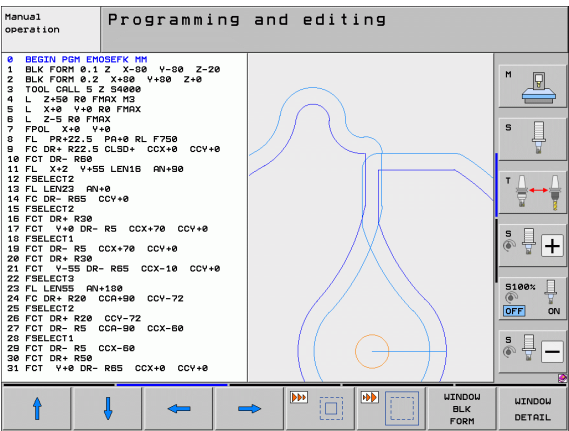 Manual
operation
Programming and editing
0 BEGIN PGM EMOSEFK MM
1 BLK FORM 0.1 Z X-80 Y-80 Z-20
2 BLK FORM 0.2 X+80 Y+80 Z+0
3 TOOL CALL 5 Z S4000
4 L Z+50 R0 FMAX M3
5 L X+0 Y+0 R0 FMAX
6 L Z-5 R0 FMAX
7 FPOL X+0 Y+0
8 FL PR+22.5 PA+0 RL F750
9 FC DR+ R22.5 CLSD+ CCX+0 CCY+0
10 FCT DR- R60
11 FL X+2 Y+55 LEN16 AN+90
12 FSELECT2
13 FL LEN23 AN+0
14 FC DR- R65 CCY+0
15 FSELECT2
16 FCT DR+ R30
17 FCT Y+0 DR- R5 CCX+70 CCY+0
18 FSELECT1
19 FCT DR- R5 CCX+70 CCY+0
20 FCT DR+ R30
21 FCT Y-55 DR- R65 CCX-10 CCY+0
22 FSELECT3
23 FL LEN55 AN+180
24 FC DR+ R20 CCA+90 CCY-72
25 FSELECT2
26 FCT DR+ R20 CCY-72
27 FCT DR- R5 CCA-90 CCX-60
28 FSELECT1
29 FCT DR- R5 CCX-60
30 FCT DR+ R50
31 FCT Y+0 DR- R65 CCX+0 CCY+0
M
S
T
S
S100%
OFF ON
S
WINDOW
BLK
FORM
WINDOW
DETAIL